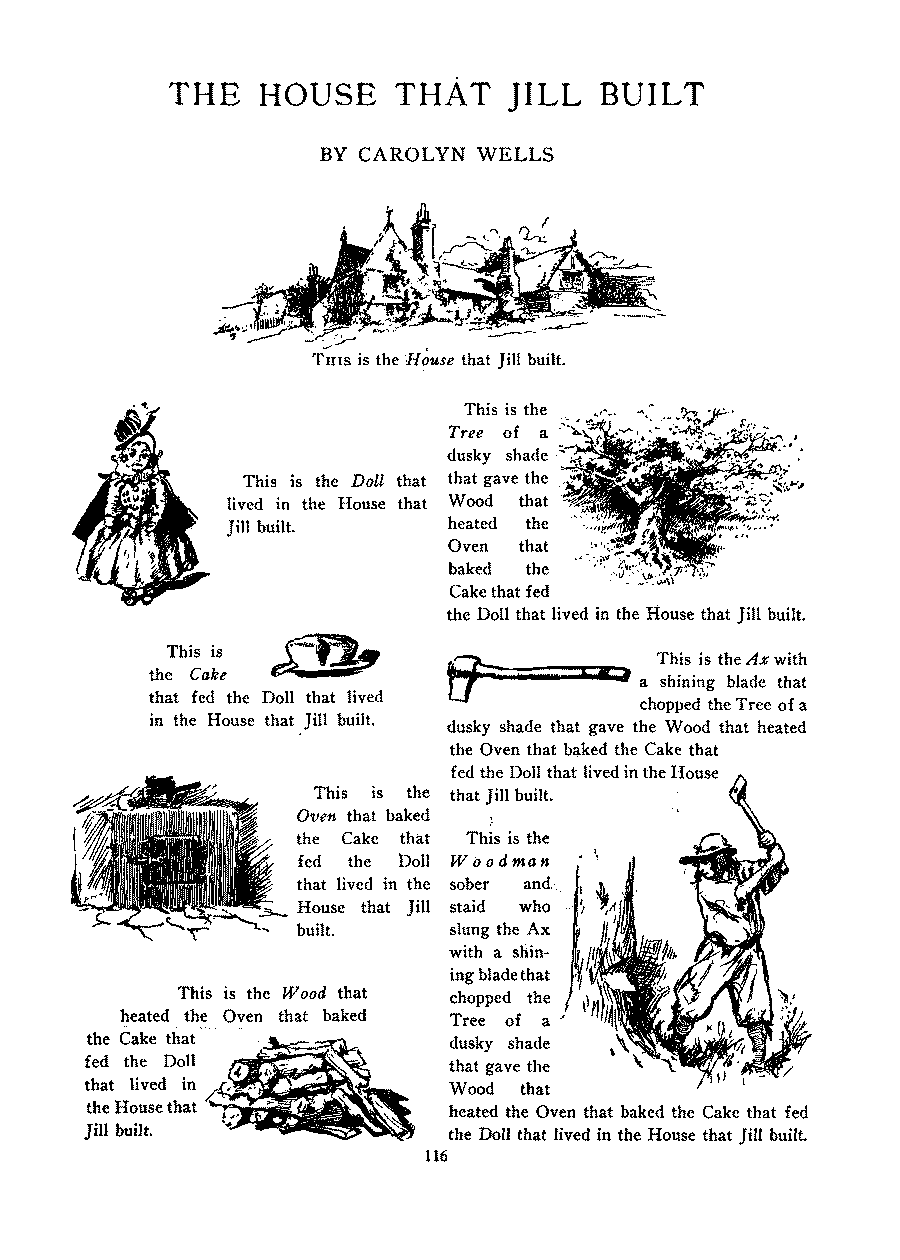 THE HOUSE THAT JILL BUILT
BY CAROLYN WELLS
THIS is the House that Jill built.
This is the Doll that
lived in the House that
Jill built.
This is
the Cake
that fed the Doll that lived
in the House that Jill built.
This is the
Oven that baked
the Cake that
fed the Doll
that lived in the
House that Jill
built.
This is the Wood that
heated the Oven that baked
the Cake that
fed the Doll
that lived in
the House that
Jill built.
This is the
Tree of a
dusky shade
that gave the
Wood that
heated the
Oven that
baked the
Cake that fed
the Doll that lived in the House that Jill built.
This is the Ax with
a shining blade that
chopped the Tree of a
dusky shade that gave the Wood that heated
the Oven that baked the Cake that
fed the Doll that lived in the House
that Jill built.
This is the
Woodman
sober and
staid who
slung the Ax
with a shin-
ing blade that
chopped the
Tree of a
dusky shade
that gave the
Wood that
heated the Oven that baked the Cake that fed
the Doll that lived in the House that Jill built.
116